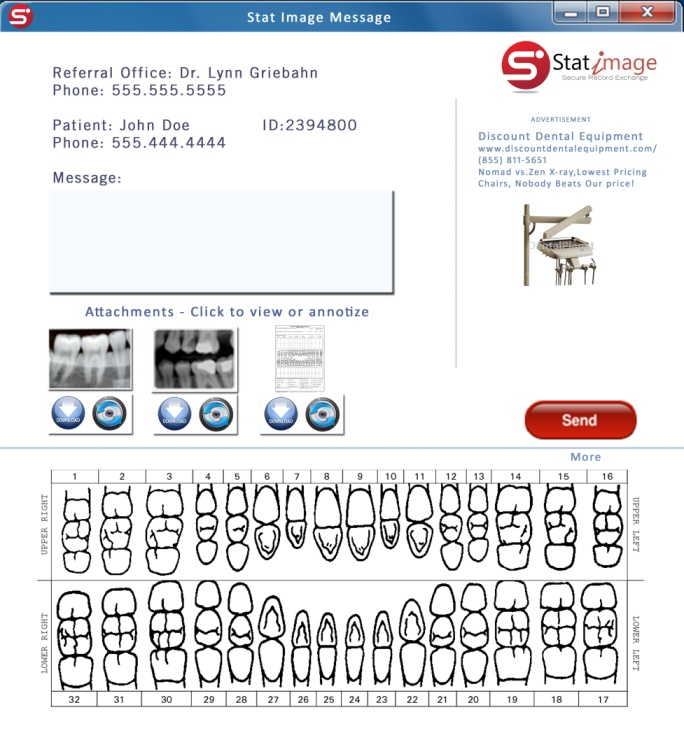 Stat Image Message
Stat image
Secure Record Exchange
Referral Office: Dr. Lynn Griebahn
Phone: 555.555.5555
Patient: John Doe ID:2394800
Phone: 555.444.4444
Message:
ADVERTISEMENT
Discount Dental Equipment
www.discountdentalequipment.com/
(855) 811-5651
Nomad vs.Zen X-ray,Lowest Pricing
Chairs, Nobody Beats Our price!
DentalPlanet
Attachments - Click to view or annotize
DOWNLOAD DOWNLOAD DOWNLOAD
Send
More
1 2 3 4 5 6 7 8 9 10 11 12 13 14 15 16
UPPER RIGHT
UPPER LEFT
LOWER RIGHT
LOWER LEFT
32 31 30 29 28 27 26 25 24 23 22 21 20 19 18 17